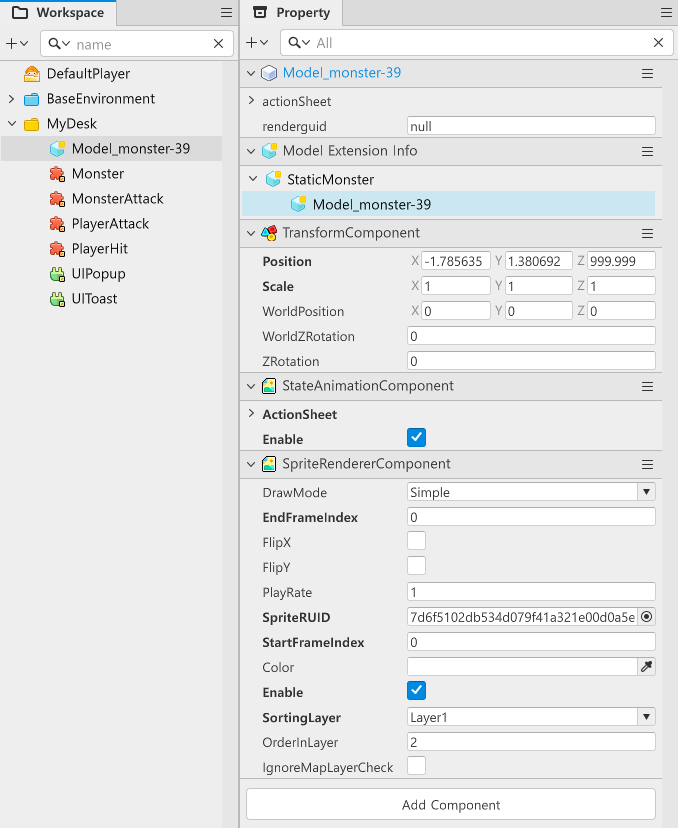 Workspace
name
DefaultPlayer
BaseEnvironment
MyDesk
Model_monster-39
Monster
MonsterAttack
PlayerAttack
PlayerHit
UIPopup
UIToast
Property
All
Model_monster-39
actionSheet
renderguid null
Model Extension Info
StaticMonster
Model_monster-39
TransformComponent
Position X -1.785635 Y 1.380692 Z 999.999
Scale X 1 Y 1 Z 1
WorldPosition X 0 Y 0 Z 0
WorldZRotation 0
ZRotation 0
StateAnimationComponent
ActionSheet
Enable
SpriteRendererComponent
DrawMode Simple
EndFrameIndex 0
FlipX
FlipY
PlayRate 1
SpriteRUID 7d6f5102db534d079f41a321e00d0a5e
StartFrameIndex 0
Color
Enable
SortingLayer Layer1
OrderInLayer 2
IgnoreMapLayerCheck
Add Component